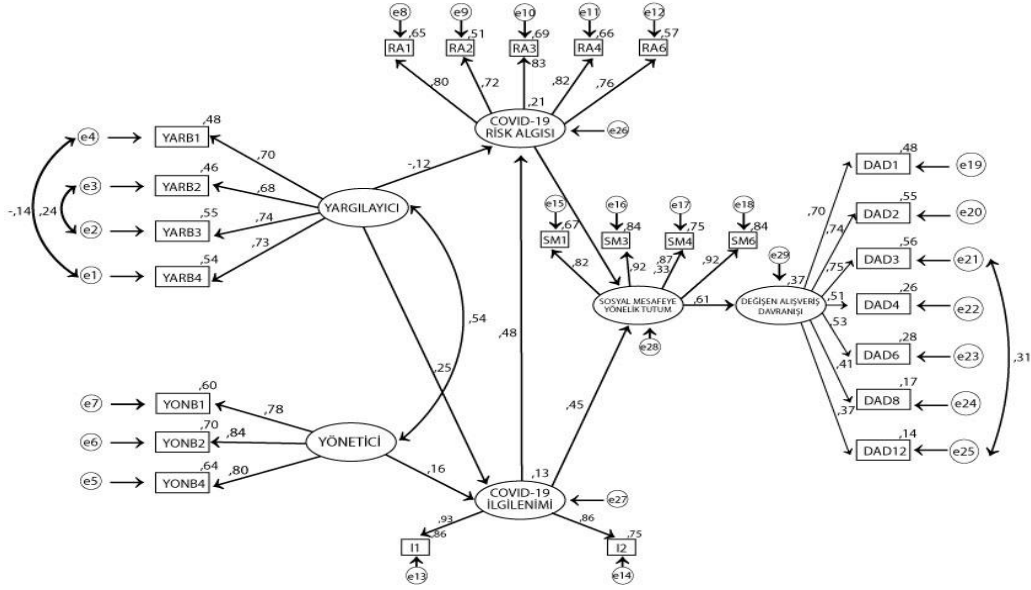 e8 e9 e10 e11 e12
,65 ,51 ,69 ,66 ,57
RA1 RA2 RA3 RA4 RA6
,80 ,72 ,83 ,82 ,76
,21
COVID-19
RİSK ALGISI
e26
e4 YARB1 ,48
,70
e3 YARB2 ,46
,68
e2 YARB3 ,55
,74
e1 YARB4 ,54
,73
-,14 ,24
YARGILAYICI
-,12
,54
,25
,48
e7 YONB1 ,60
,78
e6 YONB2 ,70
,84
e5 YONB4 ,64
,80
YÖNETİCİ
,16
,13
COVID-19
İLGİLENİMİ
e27
,93 ,86
,86 ,75
I1 I2
e13 e14
,43
,45
e15 e16 e17 e18
,67 ,84 ,75 ,84
SM1 SM3 SM4 SM6
,82 ,92 ,87 ,92
,33
SOSYAL MESAFEYE
YÖNELİK TUTUM
e28
,61
e29
,37
DEĞİŞEN ALIŞVERİŞ
DAVRANIŞI
,70 DAD1 ,48 e19
,74 DAD2 ,55 e20
,75 DAD3 ,56 e21
,51 DAD4 ,26 e22
,53 DAD6 ,28 e23
,41 DAD8 ,17 e24
,37 DAD12 ,14 e25
,31